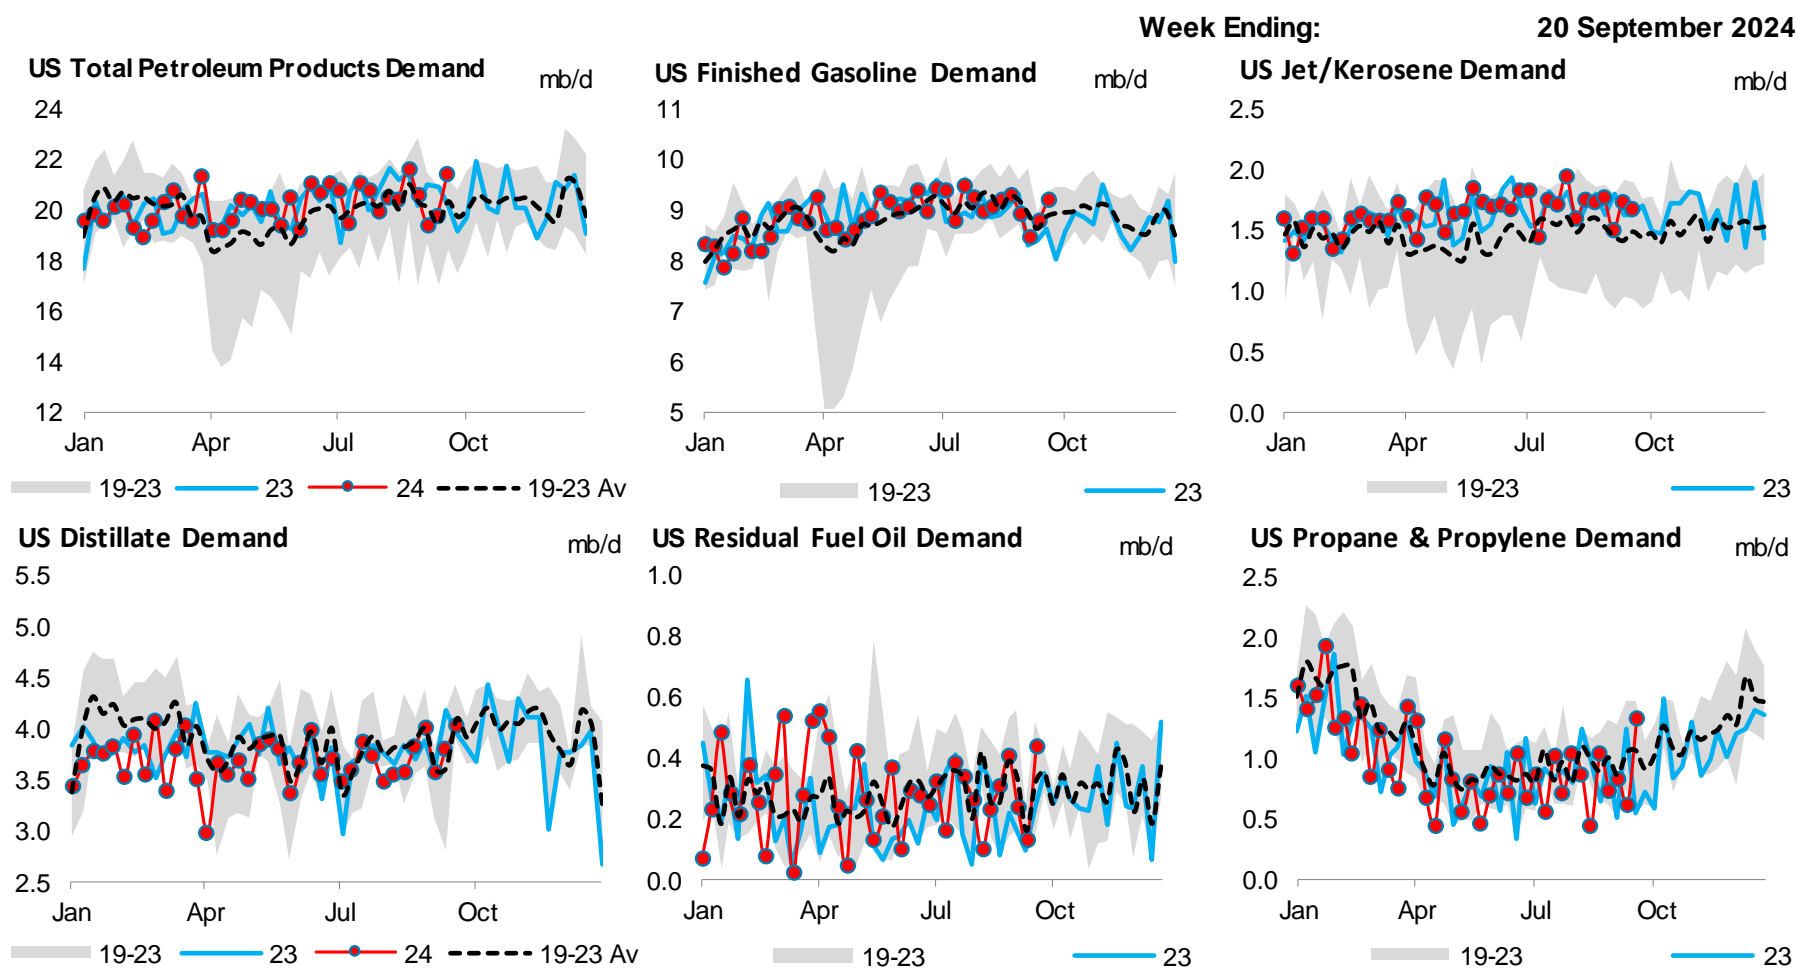 Week Ending: 20 September 2024
US Total Petroleum Products Demand
mb/d
24
22
20
18
16
14
12
Jan Apr Jul Oct
19-23 23 24 19-23 Av
US Finished Gasoline Demand
mb/d
11
10
9
8
7
6
5
Jan Apr Jul Oct
19-23 23
US Jet/Kerosene Demand
mb/d
2.5
2.0
1.5
1.0
0.5
0.0
Jan Apr Jul Oct
19-23 23
US Distillate Demand
mb/d
5.5
5.0
4.5
4.0
3.5
3.0
2.5
Jan Apr Jul Oct
19-23 23 24 19-23 Av
US Residual Fuel Oil Demand
mb/d
1.0
0.8
0.6
0.4
0.2
0.0
Jan Apr Jul Oct
19-23 23
US Propane & Propylene Demand
mb/d
2.5
2.0
1.5
1.0
0.5
0.0
Jan Apr Jul Oct
19-23 23